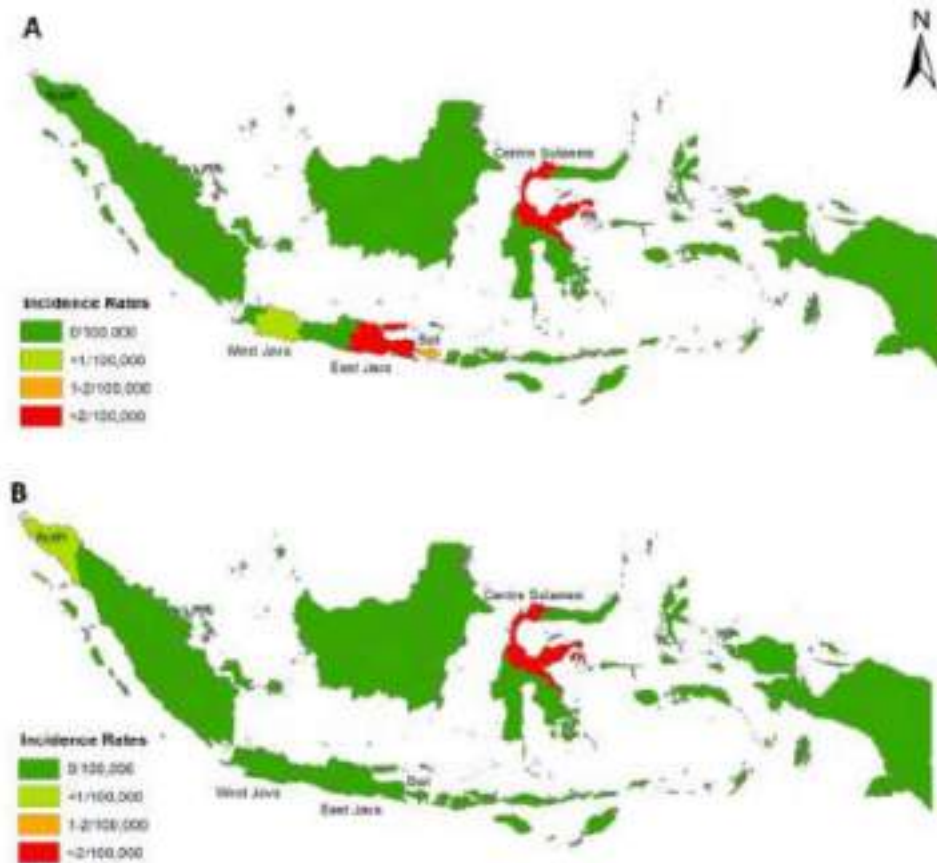 A
N
Centre Sulawesi
Incidence Rates
0/100,000
<1/100,000
1-2/100,000
>2/100,000
West Java
East Java
Bali
B
Aceh
Centre Sulawesi
Incidence Rates
0/100,000
<1/100,000
1-2/100,000
>2/100,000
West Java
East Java
Bali